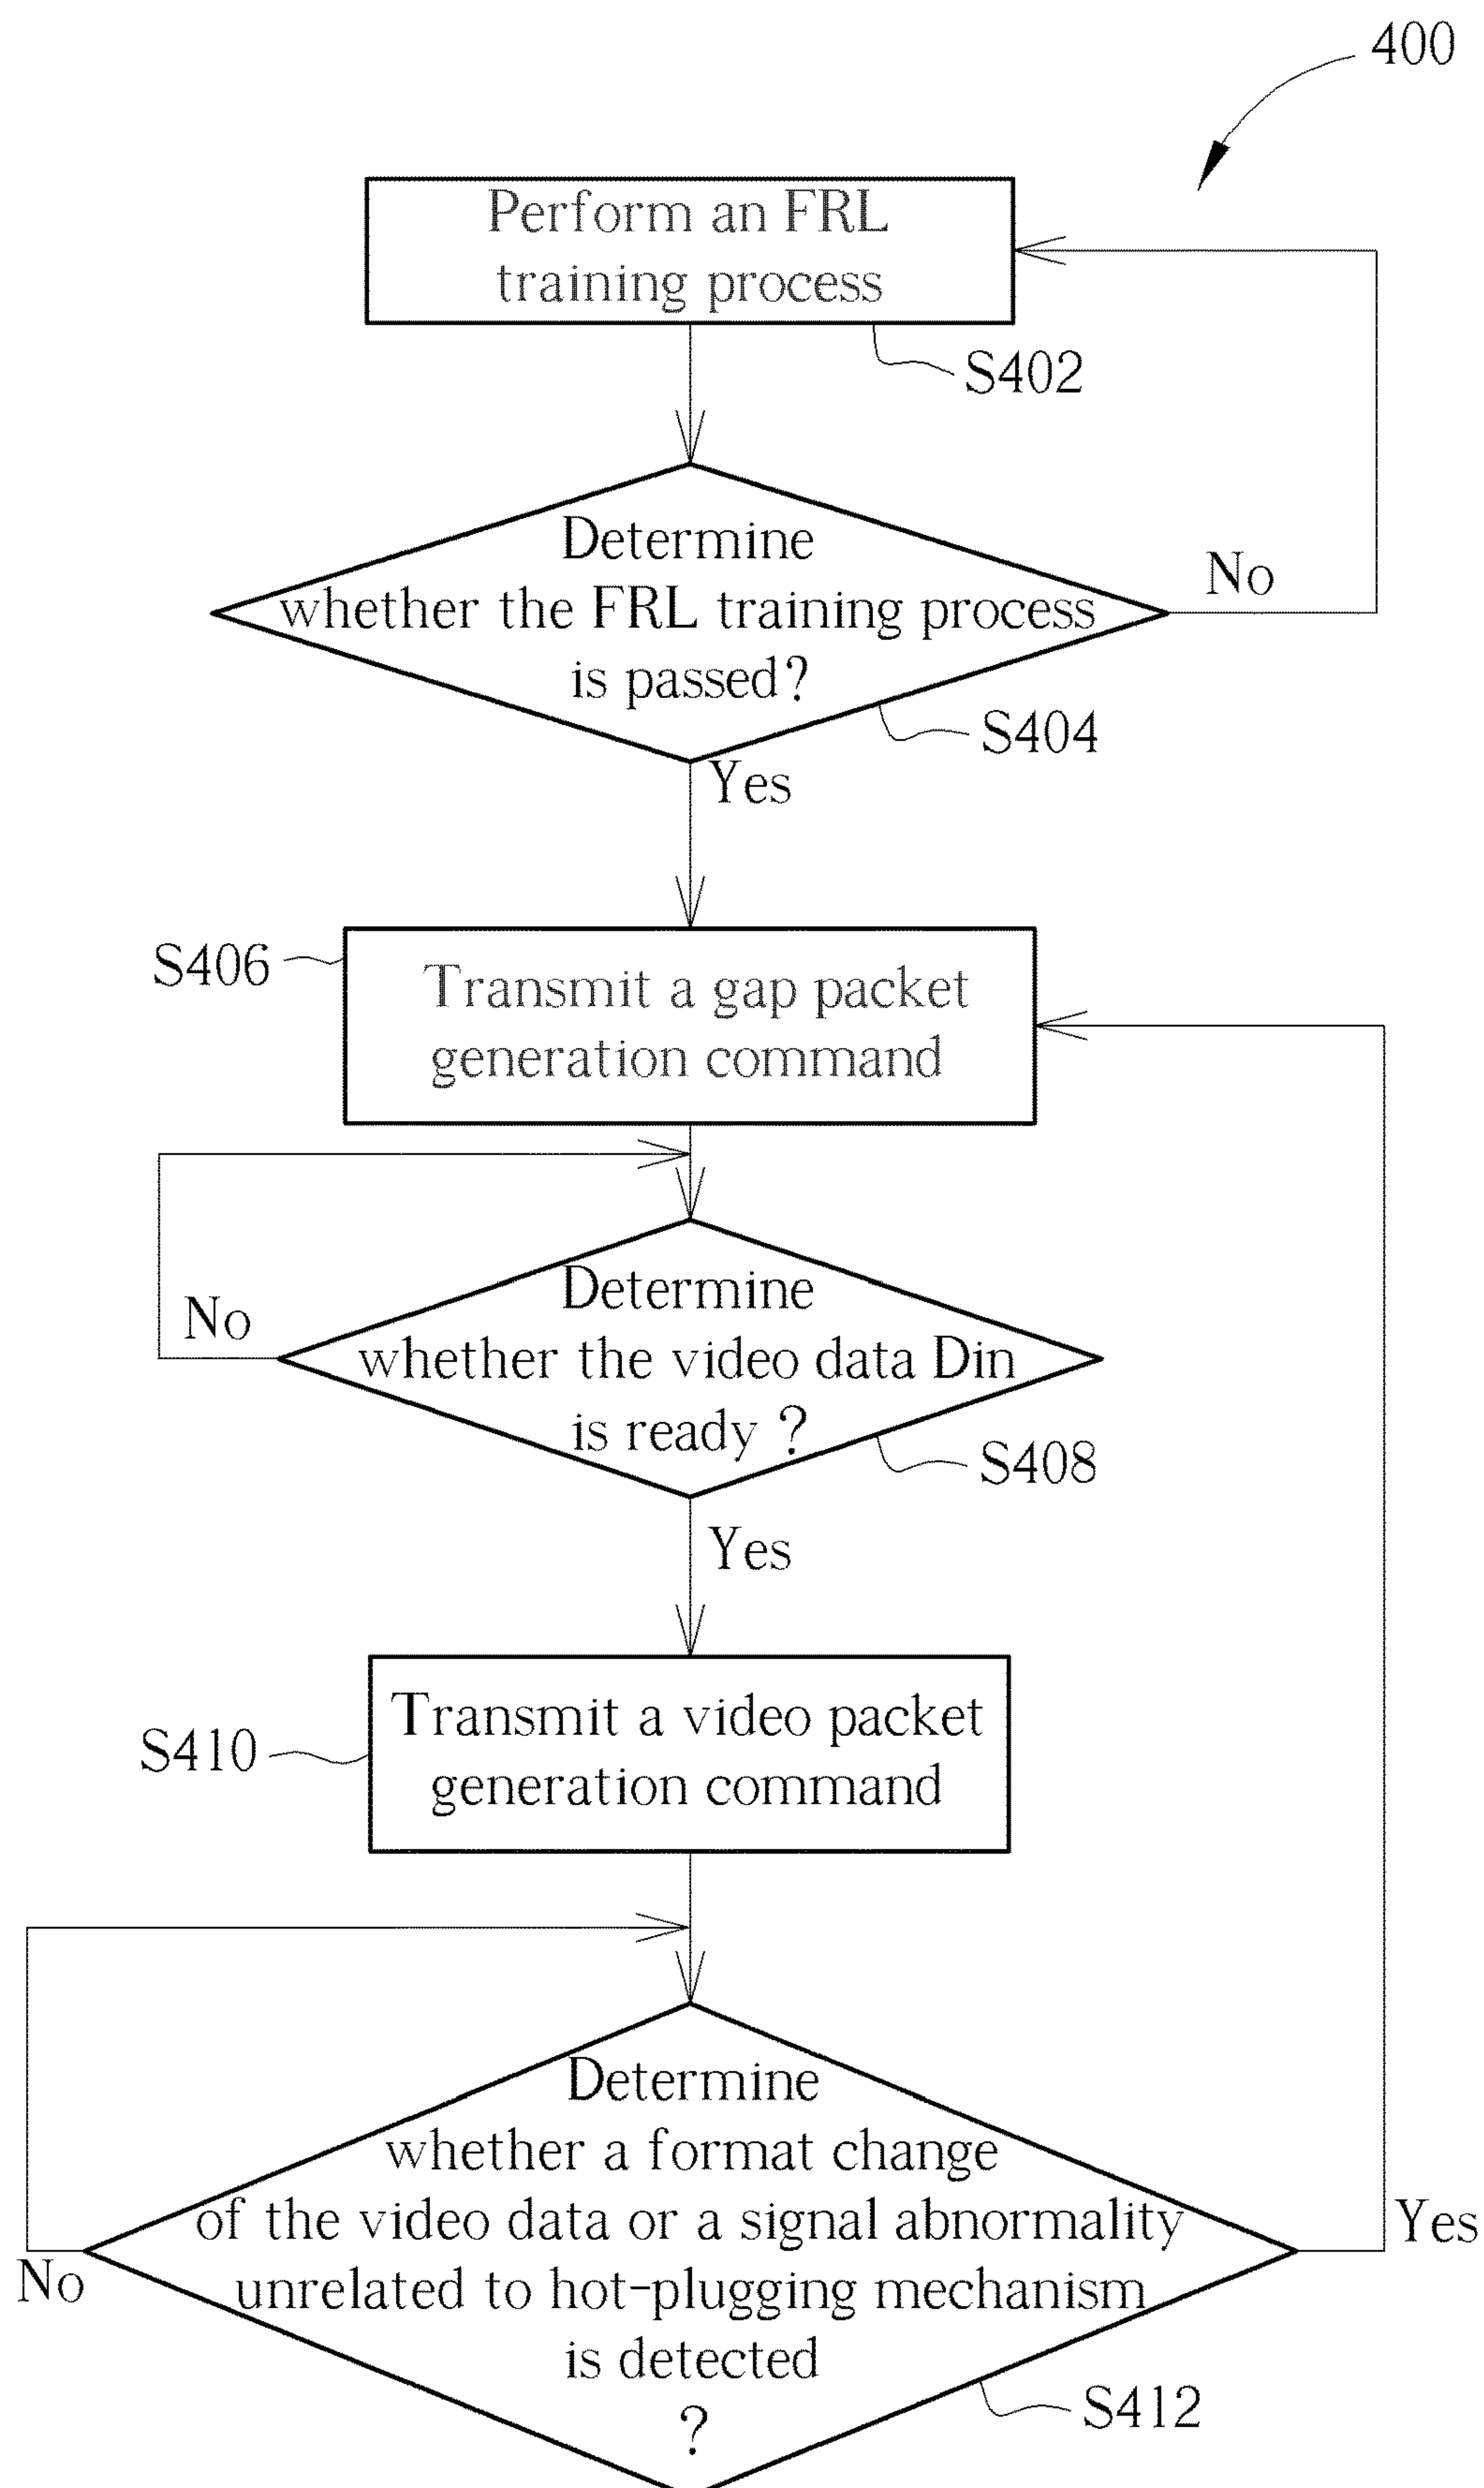 400
Perform an FRL
training process
S402
Determine
whether the FRL training process
is passed?
No
S404
Yes
S406
Transmit a gap packet
generation command
Determine
whether the video data Din
is ready ?
No
S408
Yes
S410
Transmit a video packet
generation command
Determine
whether a format change
of the video data or a signal abnormality
unrelated to hot-plugging mechanism
is detected
?
Yes
No
S412